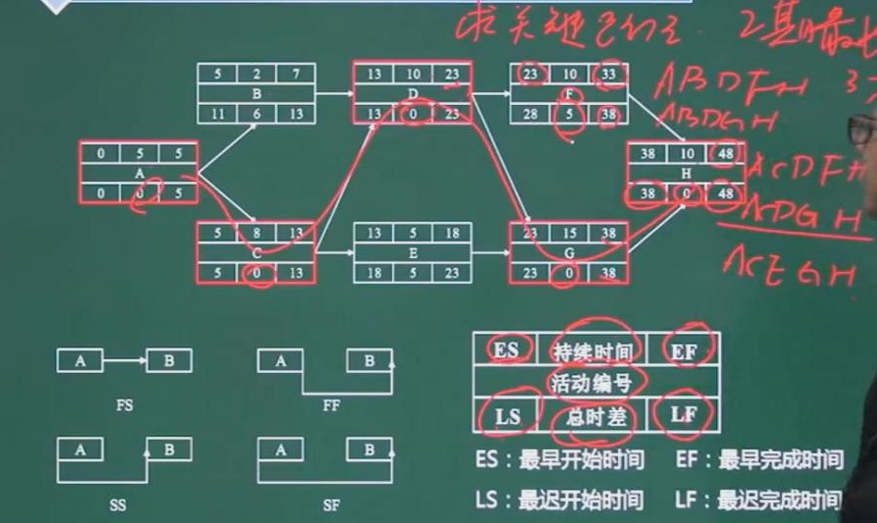 求关键路径 2. 工期最长
5 2 7
B
11 6 13
13 10 23
D
13 0 23
23 10 33
F
28 5 38
ABDFH
ABDGH
0 5 5
A
0 0 5
38 10 48
H
38 0 48
ACDFH
ACDGH
5 8 13
C
5 0 13
13 5 18
E
18 5 23
23 15 38
G
23 0 38
ACEGH
A B
FS
A B
FF
A B
SS
A B
SF
ES 持续时间 EF
活动编号
LS 总时差 LF
ES：最早开始时间 EF：最早完成时间
LS：最迟开始时间 LF：最迟完成时间